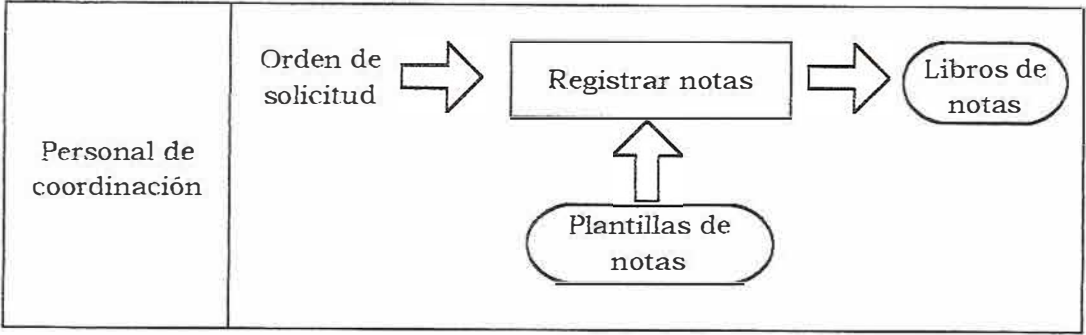 Personal de
coordinación
Orden de
solicitud
Registrar notas
Libros de
notas
Plantillas de
notas